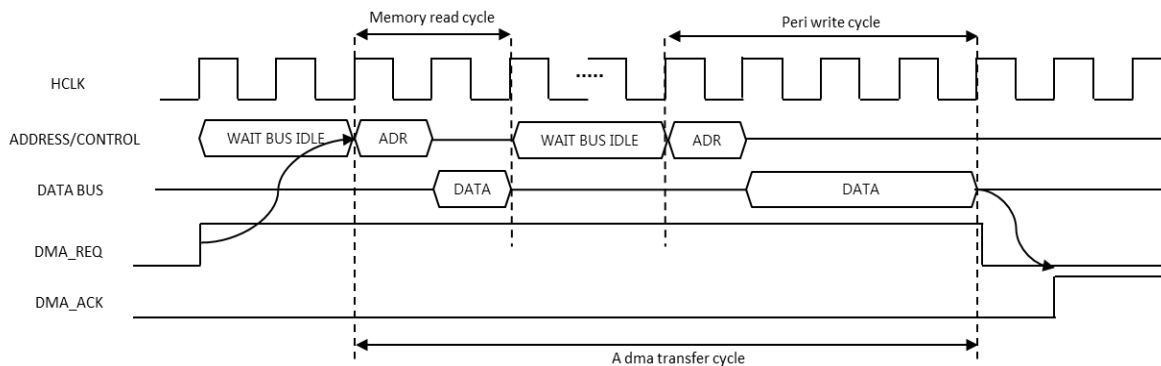 Memory read cycle
Peri write cycle
HCLK
.....
ADDRESS/CONTROL
WAIT BUS IDLE
ADR
WAIT BUS IDLE
ADR
DATA BUS
DATA
DATA
DMA_REQ
DMA_ACK
A dma transfer cycle